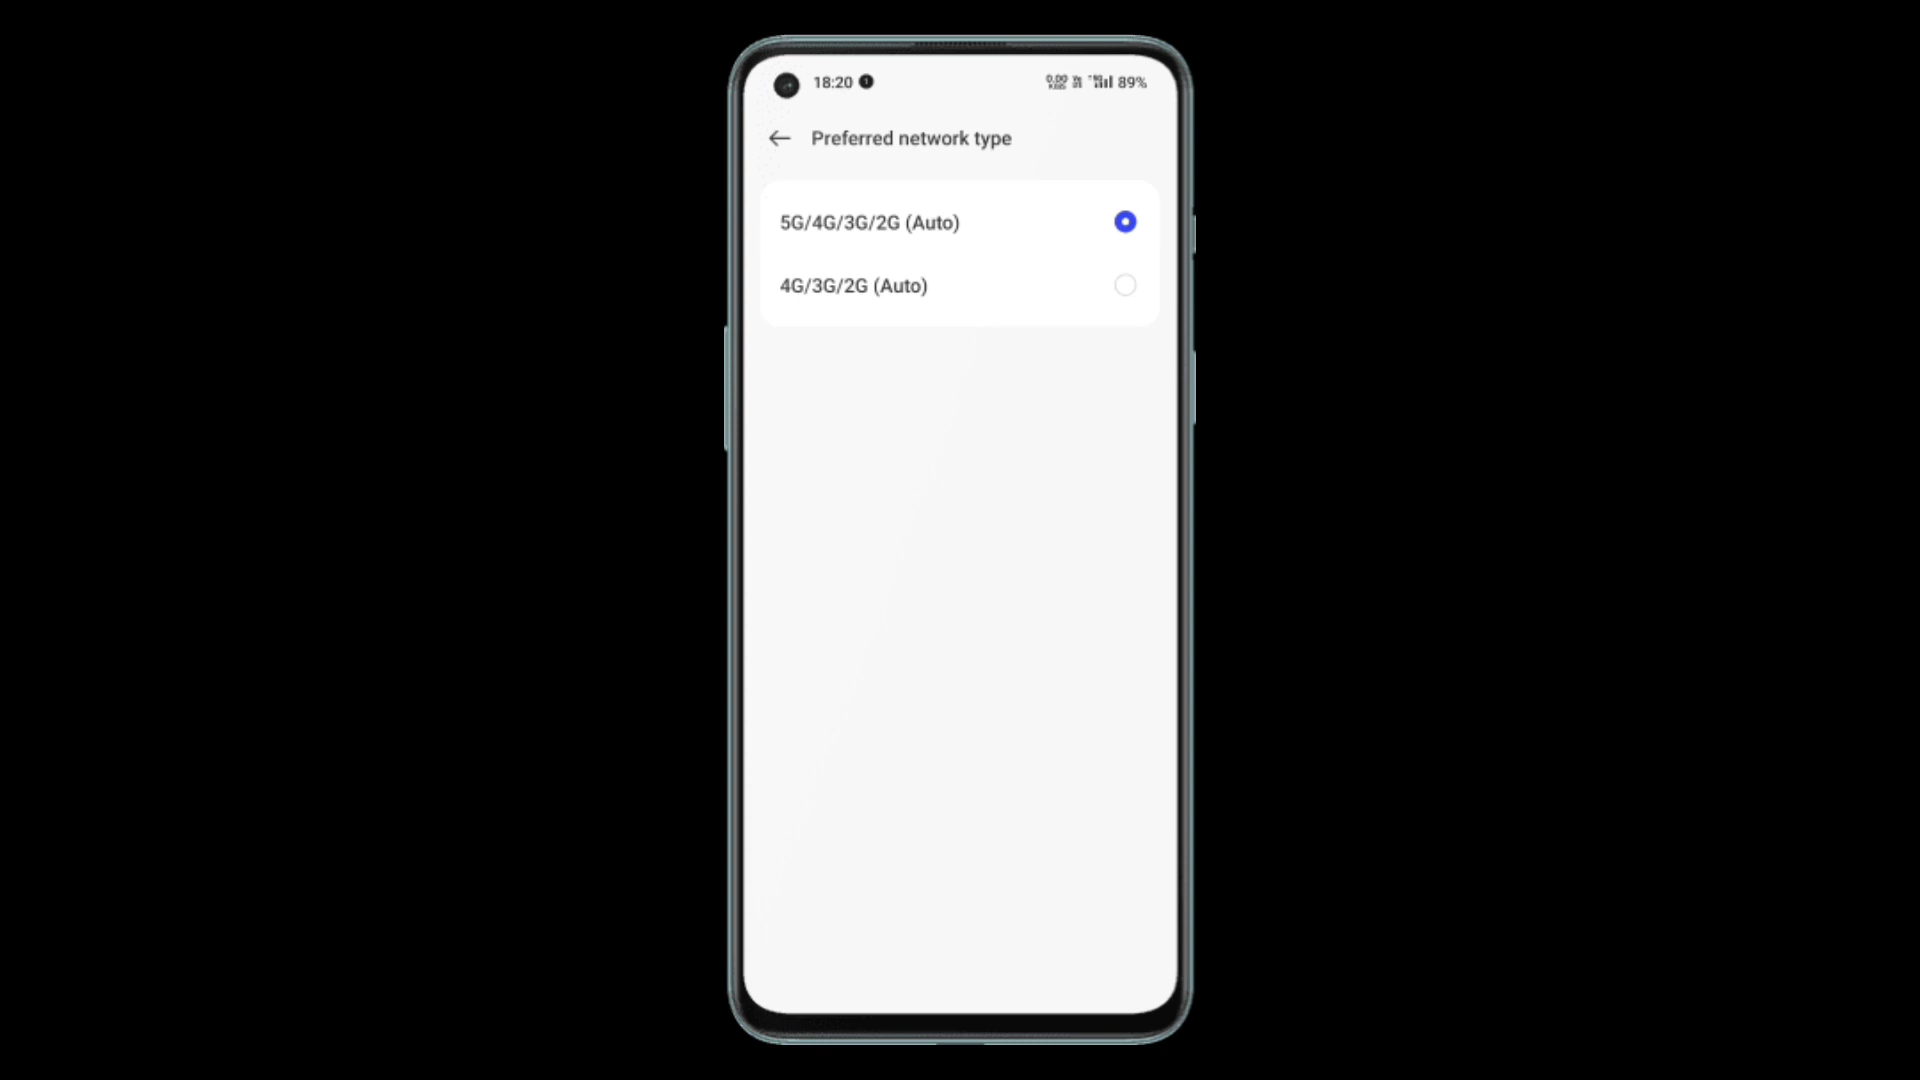 18:20 89%
Preferred network type
5G/4G/3G/2G (Auto)
4G/3G/2G (Auto)